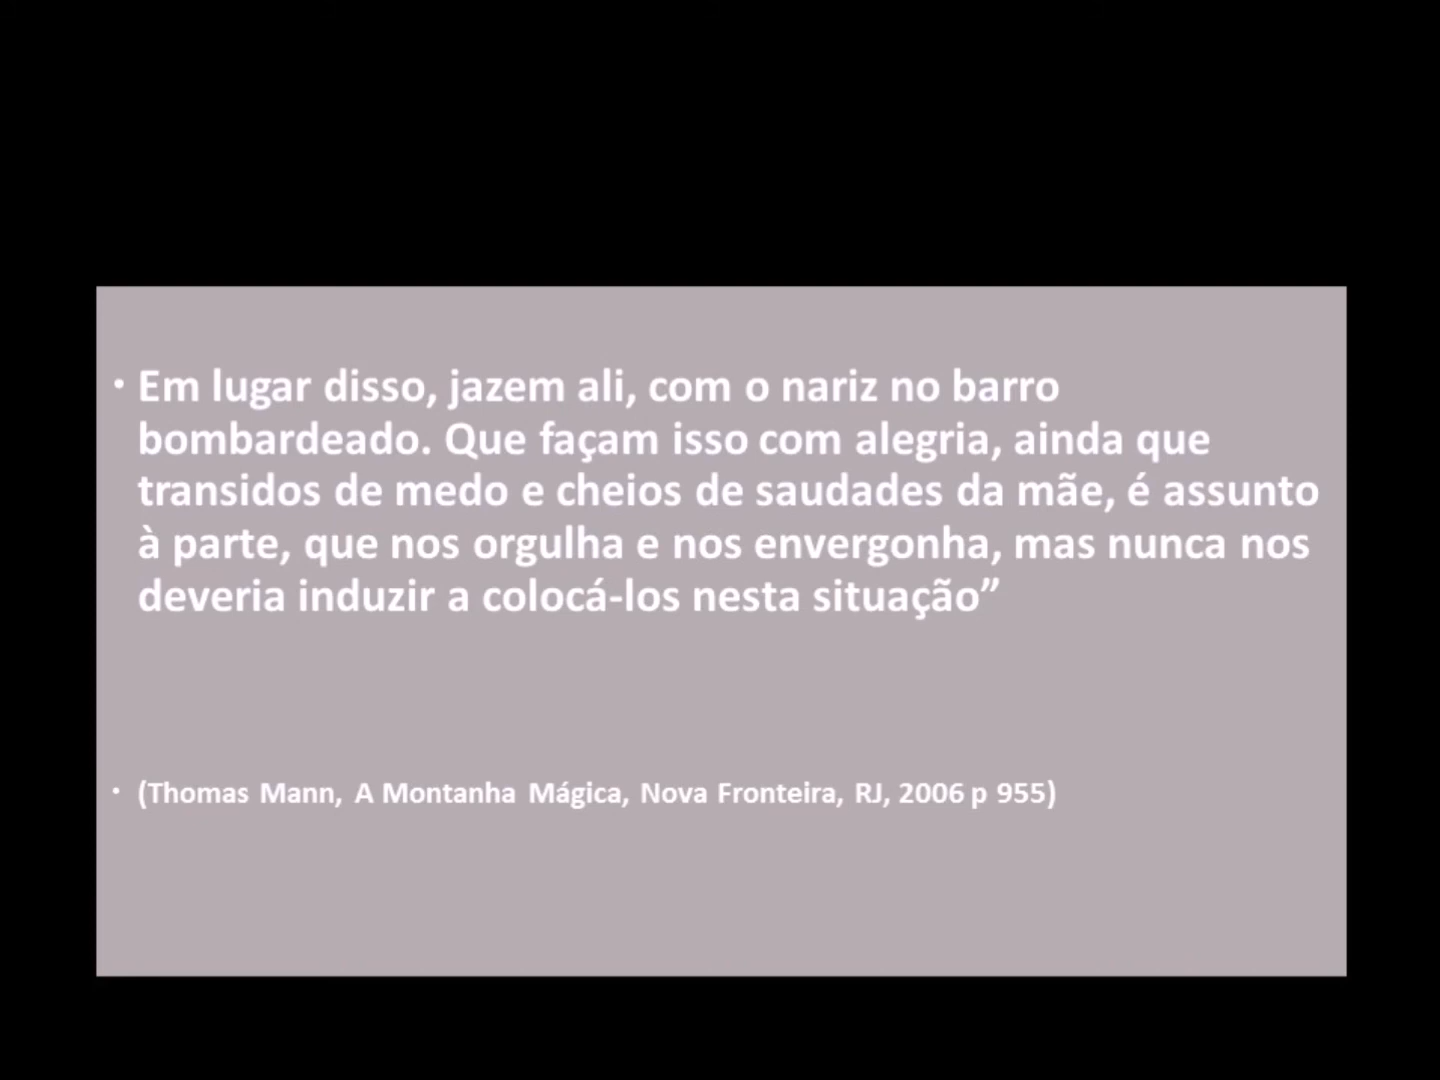 • Em lugar disso, jazem ali, com o nariz no barro
bombardeado. Que façam isso com alegria, ainda que
transidos de medo e cheios de saudades da mãe, é assunto
à parte, que nos orgulha e nos envergonha, mas nunca nos
deveria induzir a colocá-los nesta situação”
• (Thomas Mann, A Montanha Mágica, Nova Fronteira, RJ, 2006 p 955)